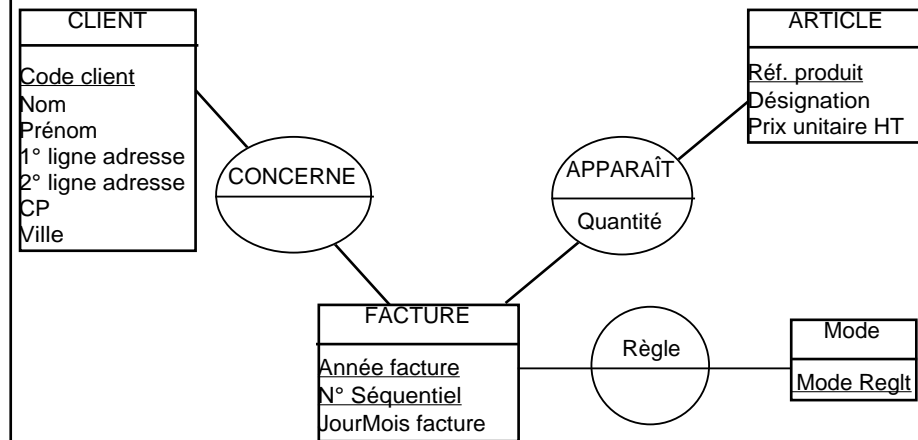 CLIENT
Code client
Nom
Prénom
1° ligne adresse
2° ligne adresse
CP
Ville
CONCERNE
APPARAÎT
Quantité
ARTICLE
Réf. produit
Désignation
Prix unitaire HT
FACTURE
Année facture
N° Séquentiel
JourMois facture
Règle
Mode
Mode Reglt